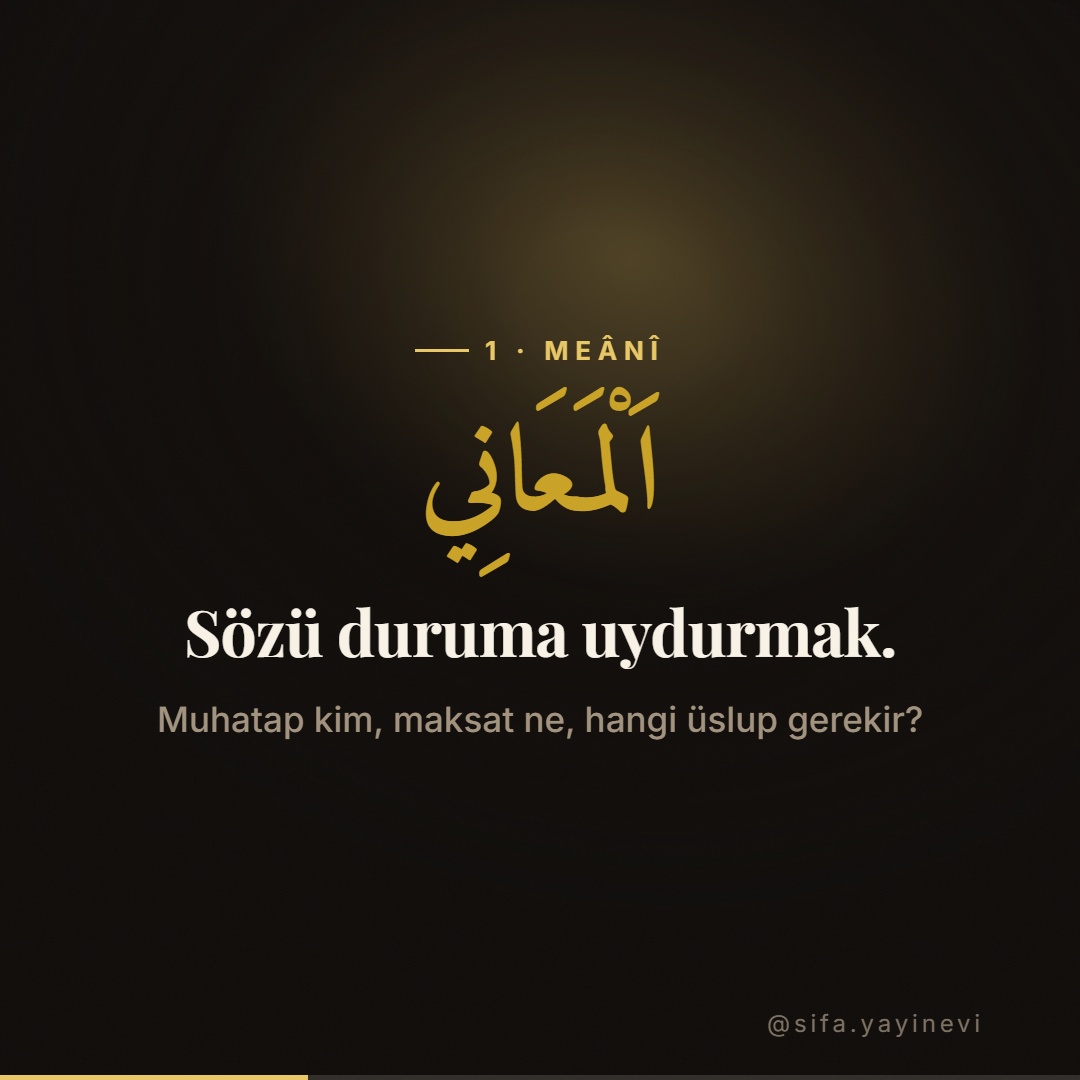 1 · MEÂNÎ
اَلْمَعَانِي
Sözü duruma uydurmak.
Muhatap kim, maksat ne, hangi üslup gerekir?
@sifa.yayinevi